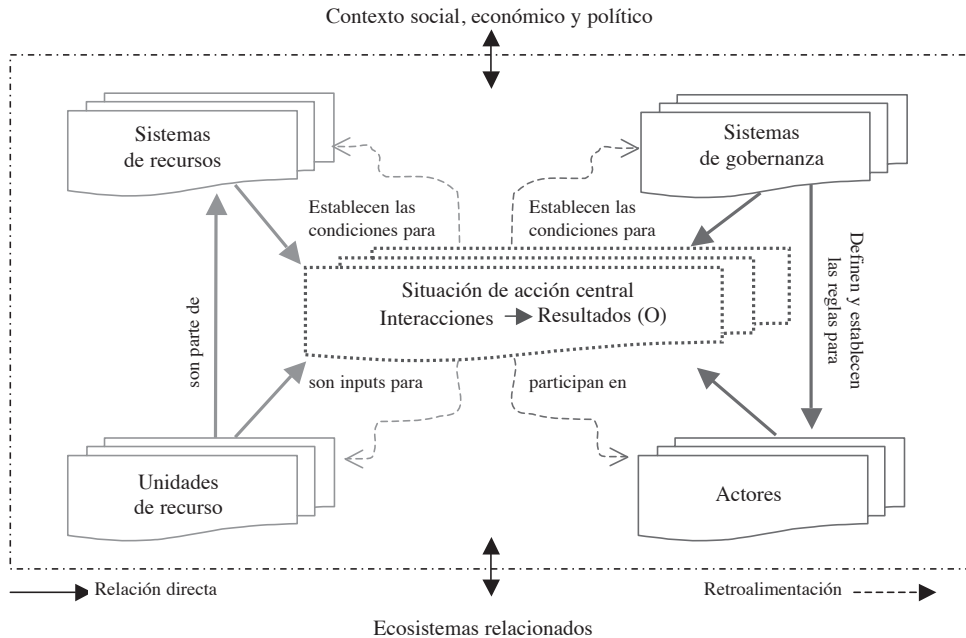 Contexto social, económico y político
Sistemas
de recursos
Sistemas
de gobernanza
Establecen las
condiciones para
Establecen las
condiciones para
Definen y establecen
las reglas para
son parte de
Situación de acción central
Interacciones Resultados (O)
son inputs para
participan en
Unidades
de recurso
Actores
Relación directa
Retroalimentación
Ecosistemas relacionados